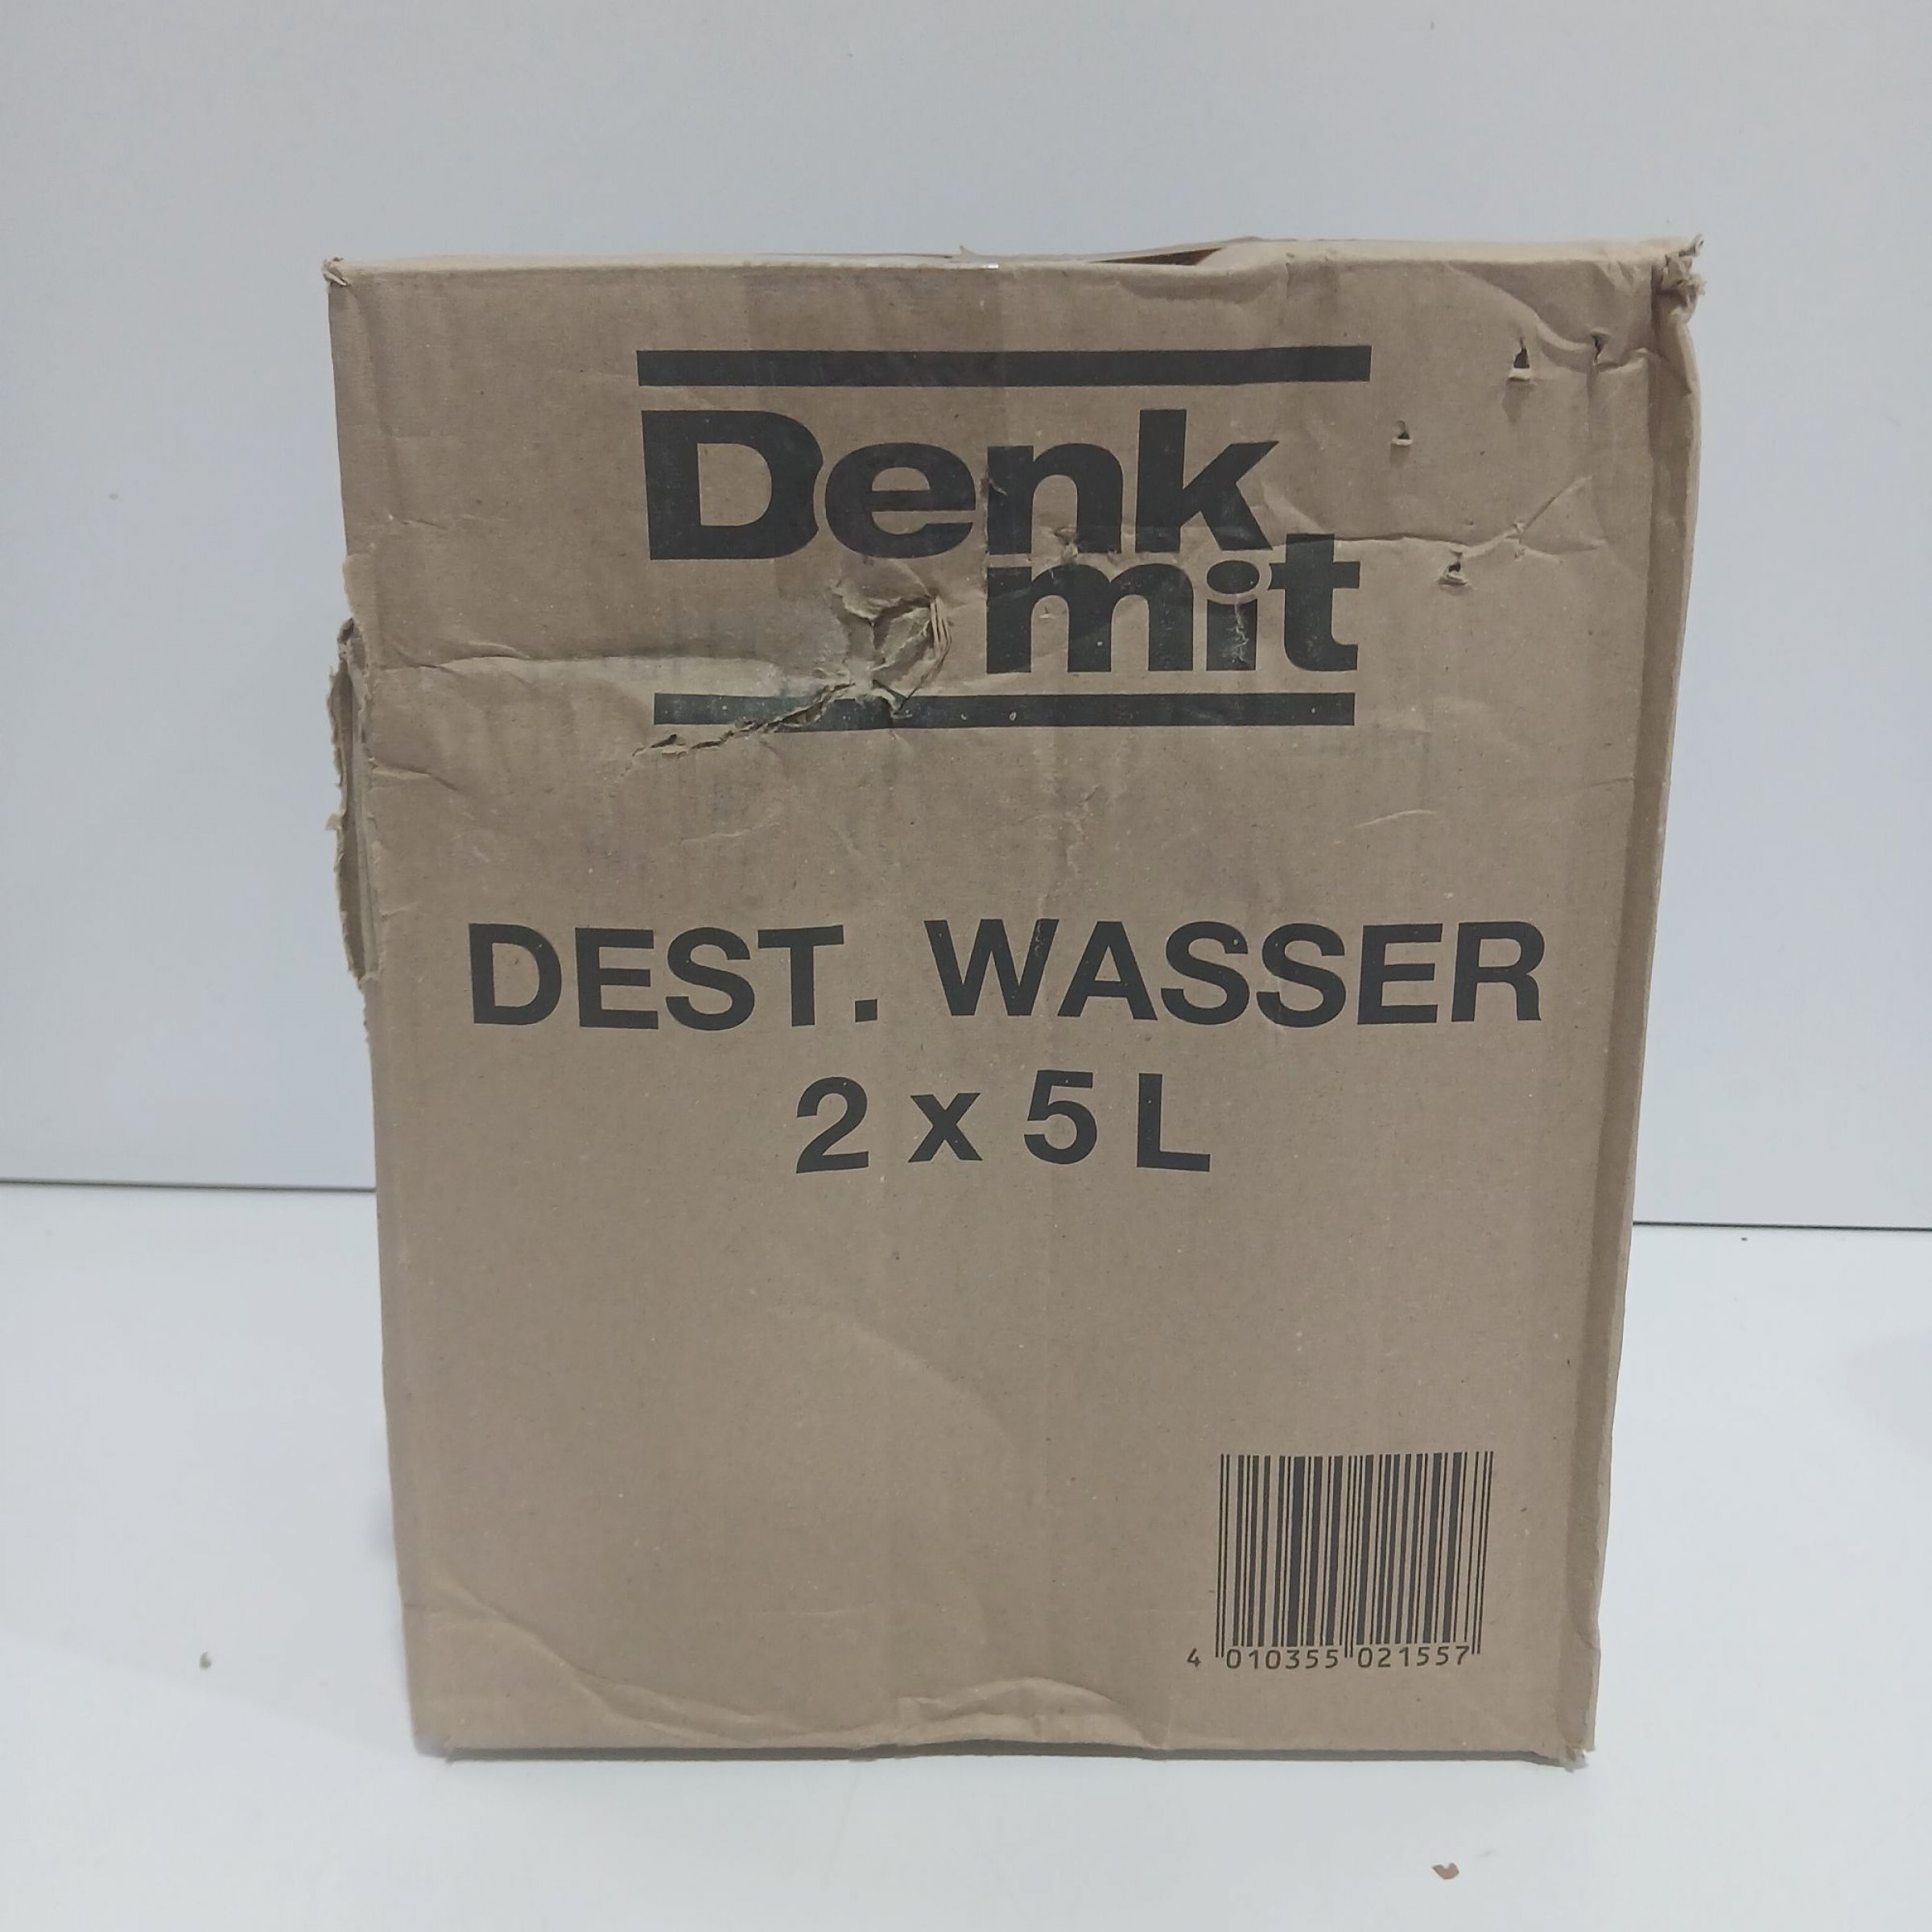 Denk
mit
DEST. WASSER
2 x 5 L
4 010355 021557